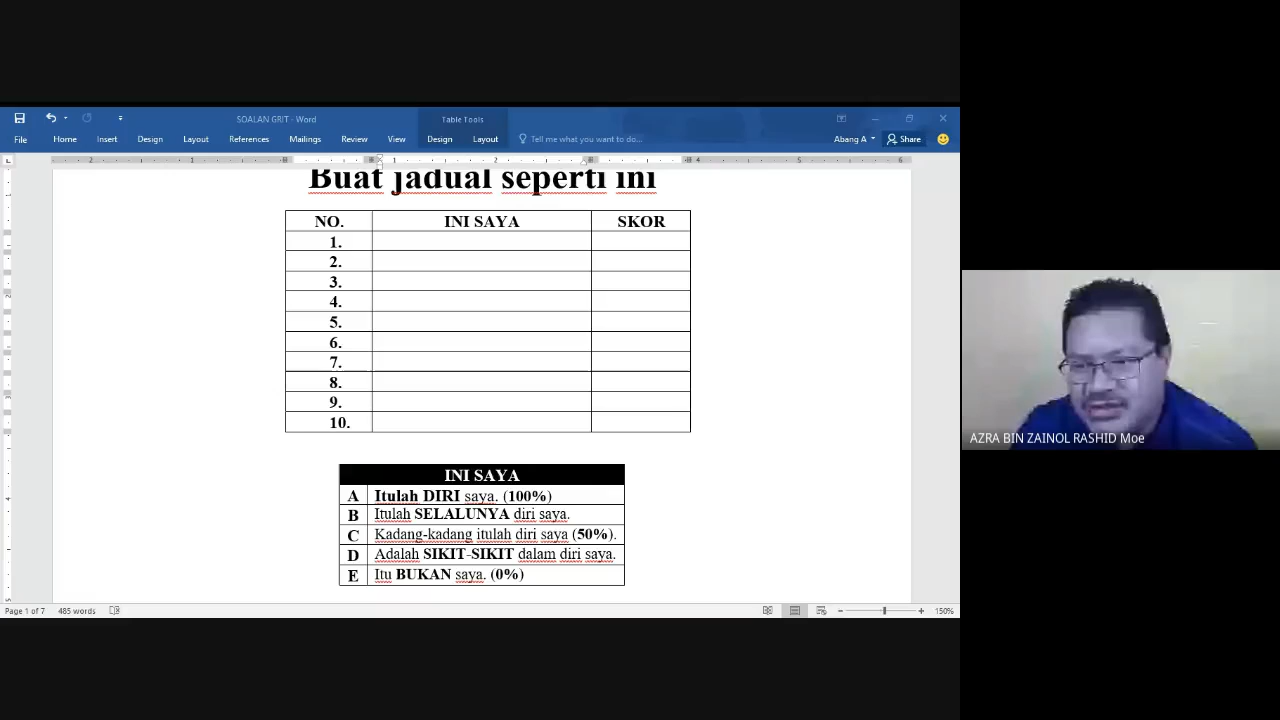 SOALAN GRIT - Word
Table Tools
File Home Insert Design Layout References Mailings Review View Design Layout Tell me what you want to do... Abang A Share
Buat jadual seperti ini
NO. INI SAYA SKOR
1.
2.
3.
4.
5.
6.
7.
8.
9.
10.
INI SAYA
A Itulah DIRI saya. (100%)
B Itulah SELALUNYA diri saya.
C Kadang-kadang itulah diri saya (50%).
D Adalah SIKIT-SIKIT dalam diri saya.
E Itu BUKAN saya. (0%)
AZRA BIN ZAINOL RASHID Moe
Page 1 of 7 485 words 150%